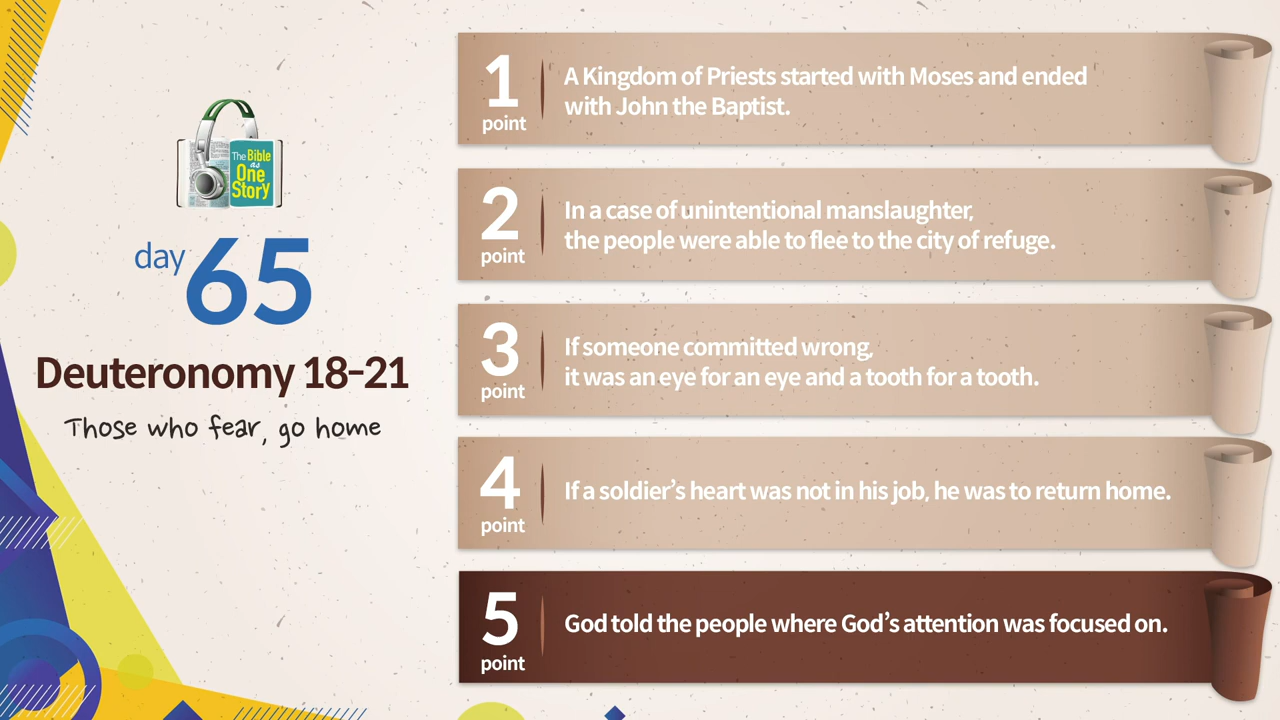 The Bible
as
One
Story
day 65
Deuteronomy 18-21
Those who fear, go home
1
point
A Kingdom of Priests started with Moses and ended
with John the Baptist.
2
point
In a case of unintentional manslaughter,
the people were able to flee to the city of refuge.
3
point
If someone committed wrong,
it was an eye for an eye and a tooth for a tooth.
4
point
If a soldier’s heart was not in his job, he was to return home.
5
point
God told the people where God’s attention was focused on.